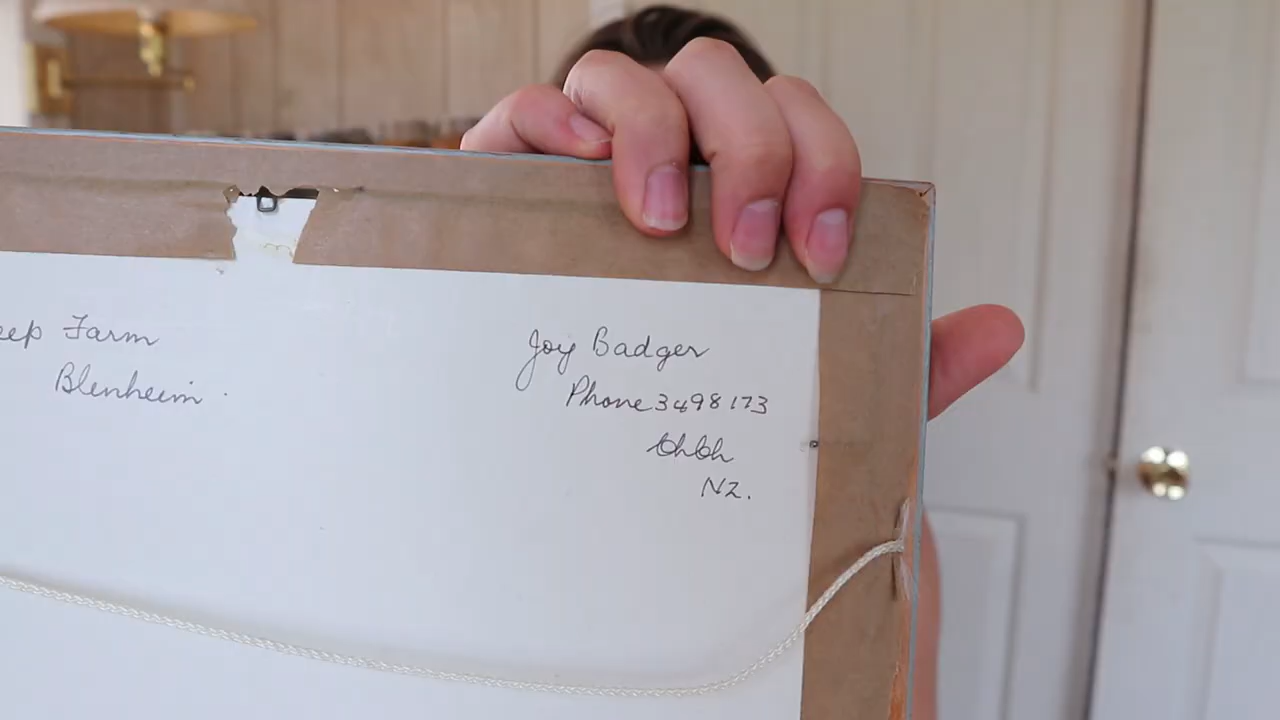 eep Farm
Blenheim.
Joy Badger
Phone 3498173
ChCh
NZ.